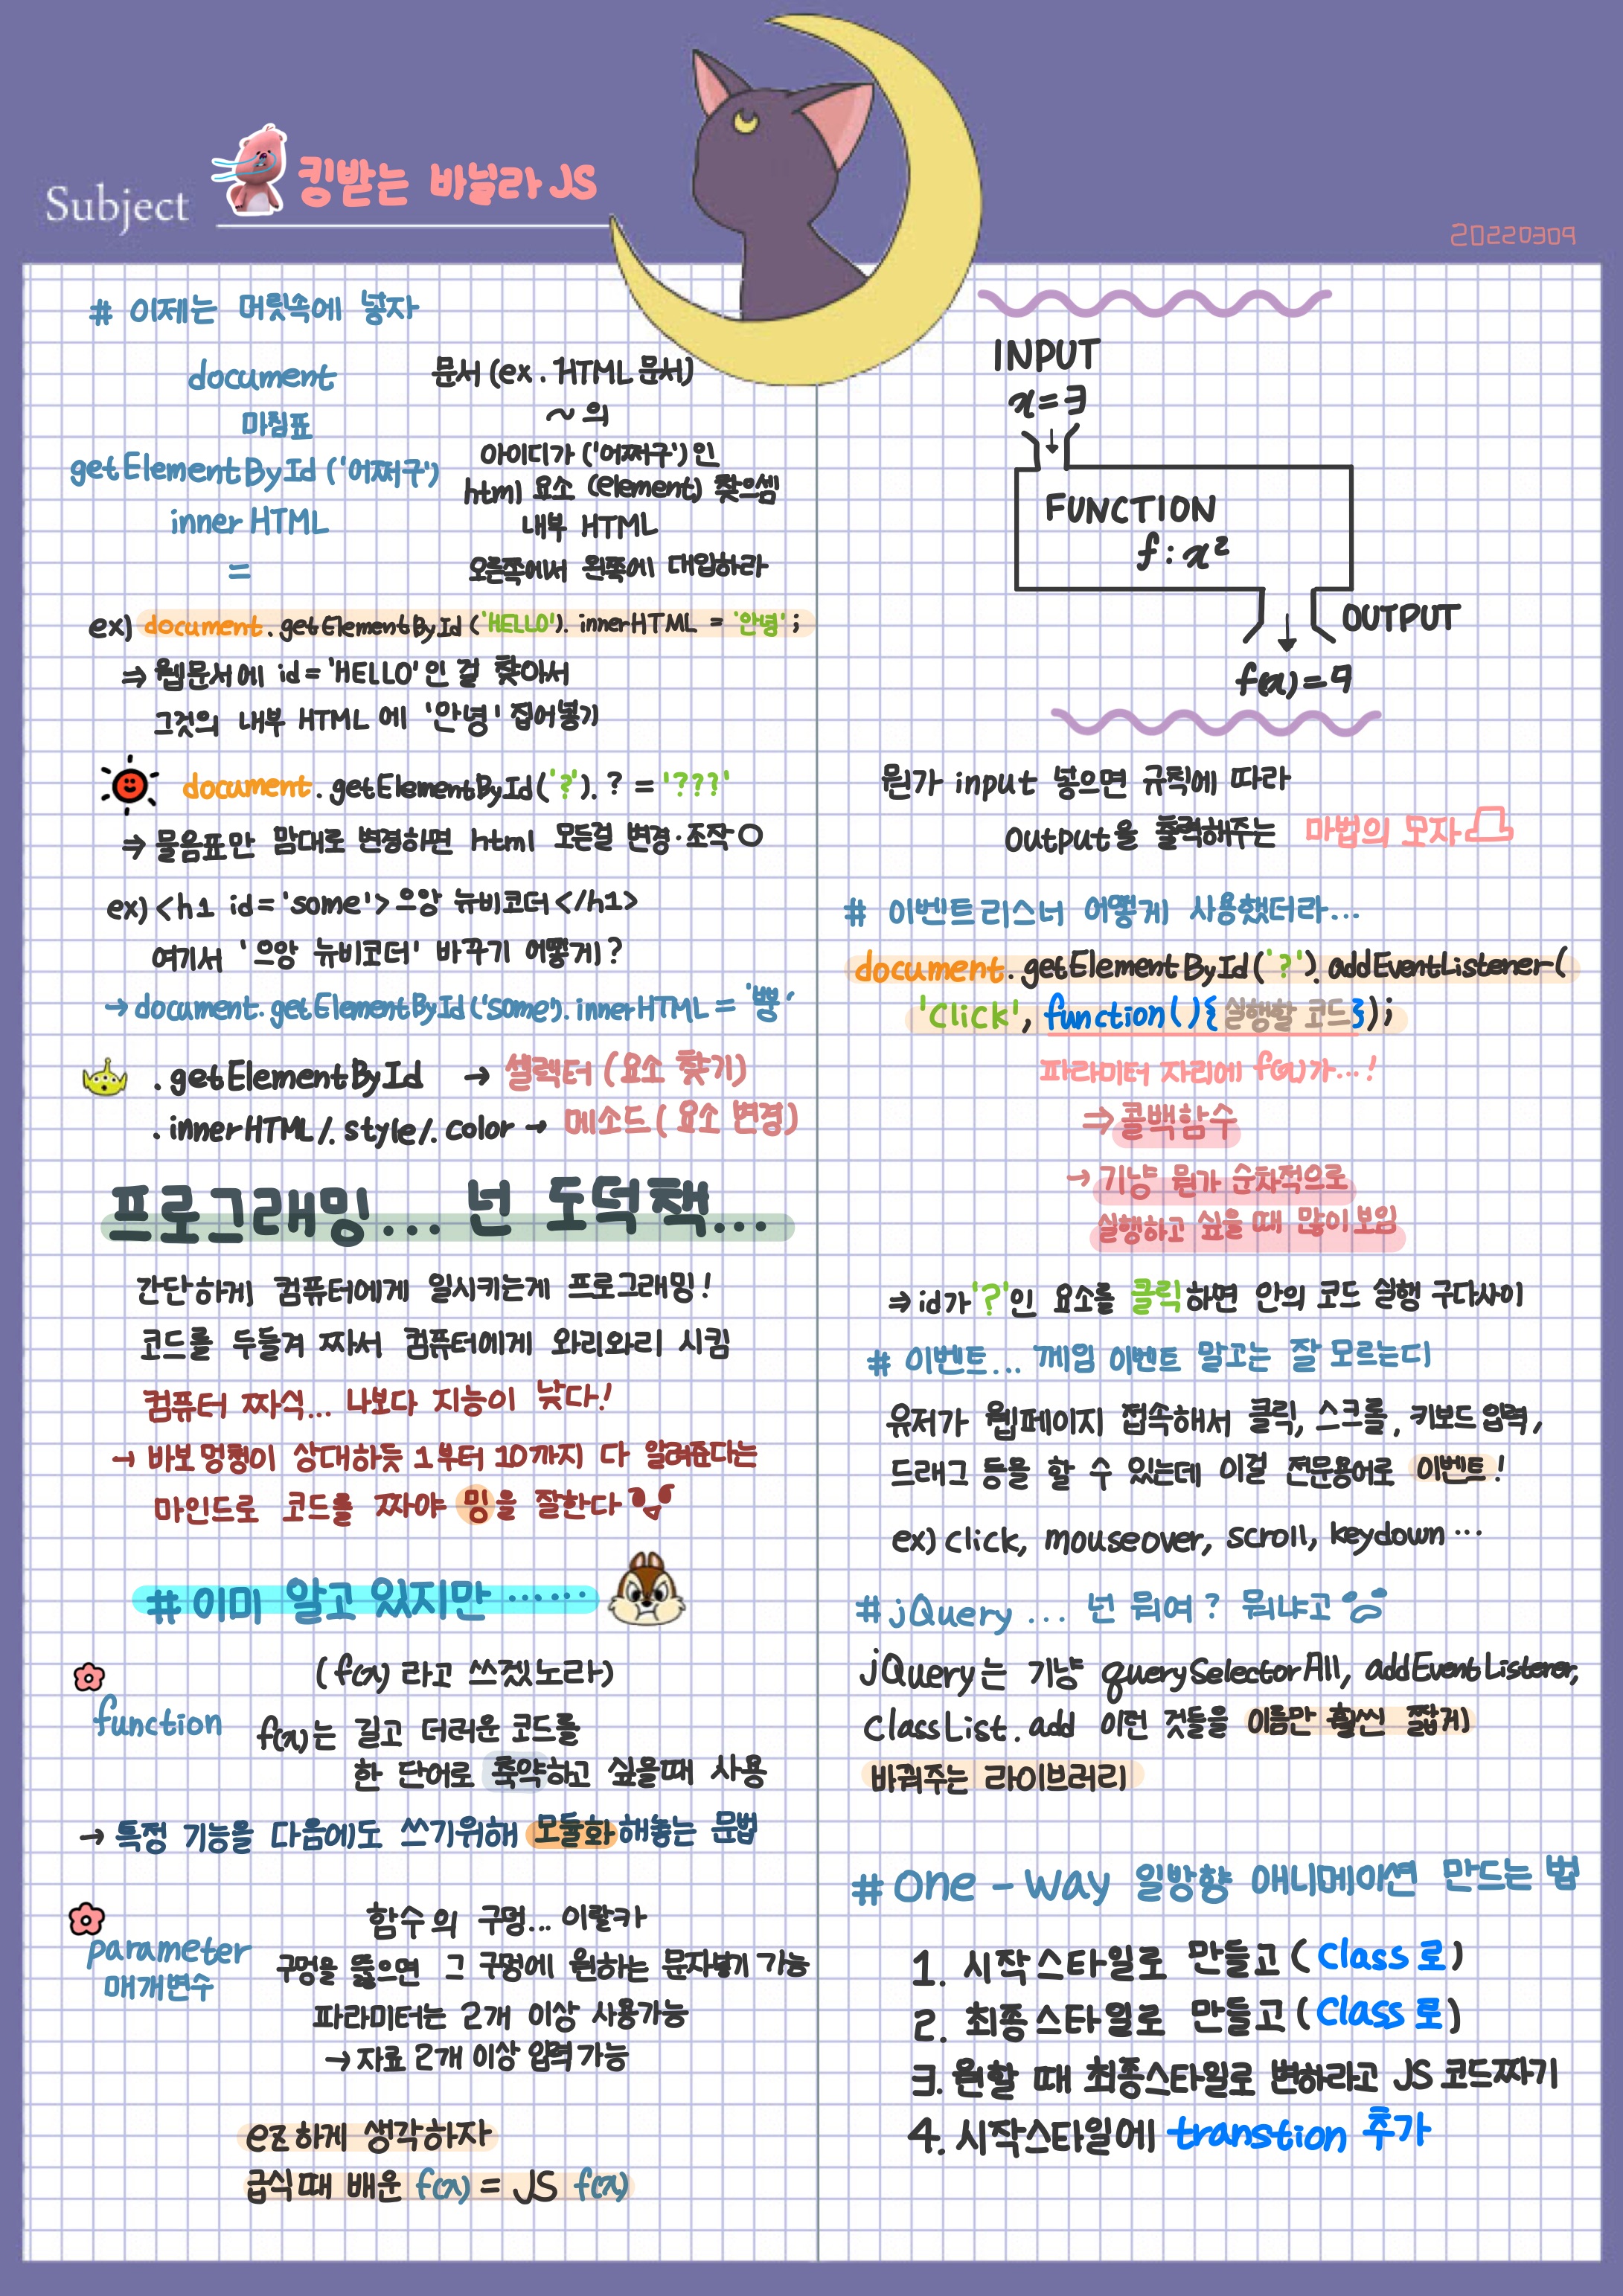 Subject 킹받는 바닐라 JS
20220309
# 이제는 머릿속에 넣자
document 문서 (ex. HTML 문서)
마침표 ~의
getElementById('어쩌구') 아이디가 ('어쩌구')인
html 요소 (element) 찾으셈
innerHTML 내부 HTML
= 오른쪽에서 왼쪽에 대입하라
ex) document.getElementById('HELLO').innerHTML = '안녕';
⇒ 웹문서에 id='HELLO'인 걸 찾아서
그것의 내부 HTML에 '안녕' 집어넣기
document.getElementById('?').? = '???'
⇒ 물음표만 맘대로 변경하면 html 모든걸 변경·조작 O
ex) <h1 id='some'>으앙 뉴비코더</h1>
여기서 '으앙 뉴비코더' 바꾸기 어떻게?
→ document.getElementById('some').innerHTML = '뿡'
.getElementById → 셀렉터 (요소 찾기)
.innerHTML/.style/.color → 메소드 (요소 변경)
프로그래밍... 넌 도덕책...
간단하게 컴퓨터에게 일시키는게 프로그래밍!
코드를 두들겨 짜서 컴퓨터에게 와리와리 시킴
컴퓨터 짜식... 나보다 지능이 낮다!
→ 바보멍청이 상대하듯 1부터 10까지 다 알려준다는
마인드로 코드를 짜야 밍을 잘한다
# 이미 알고 있지만 ......
(f(x)라고 쓰겠노라)
function f(x)는 길고 더러운 코드를
한 단어로 축약하고 싶을때 사용
→ 특정 기능을 다음에도 쓰기위해 모듈화해놓는 문법
함수의 구멍... 이랄카
parameter 구멍을 뚫으면 그 구멍에 원하는 문자넣기 가능
매개변수
파라미터는 2개 이상 사용가능
→ 자료 2개 이상 입력 가능
ez하게 생각하자
급식때 배운 f(x) = JS f(x)
INPUT
x=3
↓
FUNCTION
f : x²
↓ OUTPUT
f(x)=9
뭔가 input 넣으면 규칙에 따라
output을 출력해주는 마법의 모자
# 이벤트리스너 어떻게 사용했더라...
document.getElementById('?').addEventListener(
'Click', function(){실행할 코드});
파라미터 자리에 f(x)가...!
⇒ 콜백함수
→ 기냥 뭔가 순차적으로
실행하고 싶을 때 많이 보임
⇒ id가 '?'인 요소를 클릭하면 안의 코드 실행 구다사이
# 이벤트... 께임 이벤트 말고는 잘 모르는디
유저가 웹페이지 접속해서 클릭, 스크롤, 키보드 입력,
드래그 등을 할 수 있는데 이걸 전문용어로 이벤트!
ex) click, mouseover, scroll, keydown ...
# jQuery ... 넌 뭐여? 뭐냐고
jQuery는 기냥 querySelectorAll, addEventListener,
classList.add 이런 것들을 이름만 훨씬 짧게
바꿔주는 라이브러리
# one - way 일방향 애니메이션 만드는 법
1. 시작스타일로 만들고 (Class로)
2. 최종스타일로 만들고 (Class로)
3. 원할 때 최종스타일로 변하라고 JS 코드짜기
4. 시작스타일에 transtion 추가